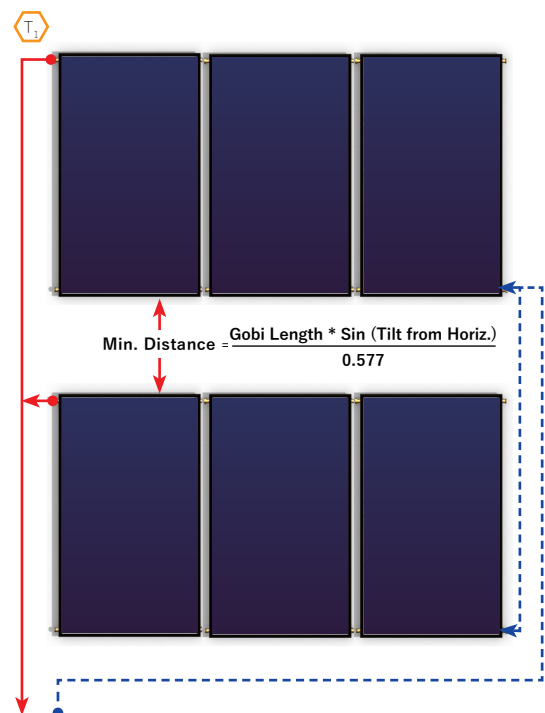 T1
Min. Distance = Gobi Length * Sin (Tilt from Horiz.)
0.577